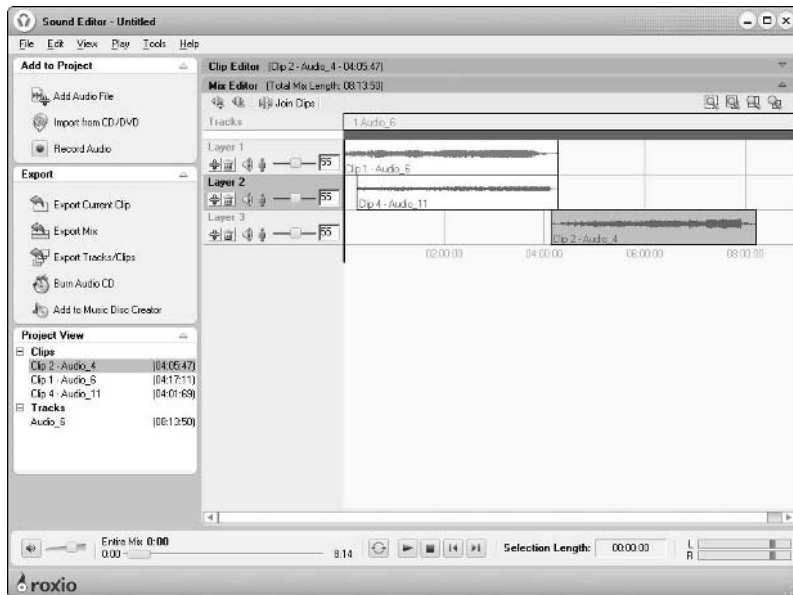 Sound Editor - Untitled
File Edit View Play Tools Help
Add to Project
Add Audio File
Import from CD/DVD
Record Audio
Export
Export Current Clip
Export Mix
Export Tracks/Clips
Burn Audio CD
Add to Music Disc Creator
Project View
Clips
Clip 2 - Audio_4 (04:05:47)
Clip 1 - Audio_6 (04:17:11)
Clip 4 - Audio_11 (04:01:69)
Tracks
Audio_6 (08:13:50)
Clip Editor (Clip 2 - Audio_4 - 04:05:47)
Mix Editor (Total Mix Length: 08:13:50)
Join Clips
Tracks 1 Audio_6
Layer 1
55
Clip 1 - Audio_6
Layer 2
55
Clip 4 - Audio_11
Layer 3
55
Clip 2 - Audio_4
02:00:00 04:00:00 06:00:00 08:00:00
Entire Mix 0:00
0:00 8:14
Selection Length: 00:00:00
L
R
roxio